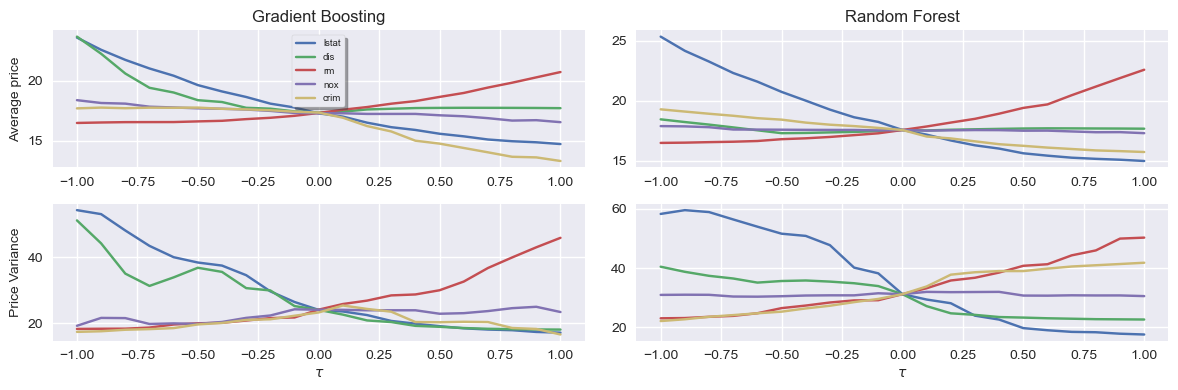 Gradient Boosting
Random Forest
Average price
20
15
lstat
dis
rm
nox
crim
−1.00 −0.75 −0.50 −0.25 0.00 0.25 0.50 0.75 1.00
25
20
15
−1.00 −0.75 −0.50 −0.25 0.00 0.25 0.50 0.75 1.00
Price Variance
40
20
−1.00 −0.75 −0.50 −0.25 0.00 0.25 0.50 0.75 1.00
τ
60
40
20
−1.00 −0.75 −0.50 −0.25 0.00 0.25 0.50 0.75 1.00
τ